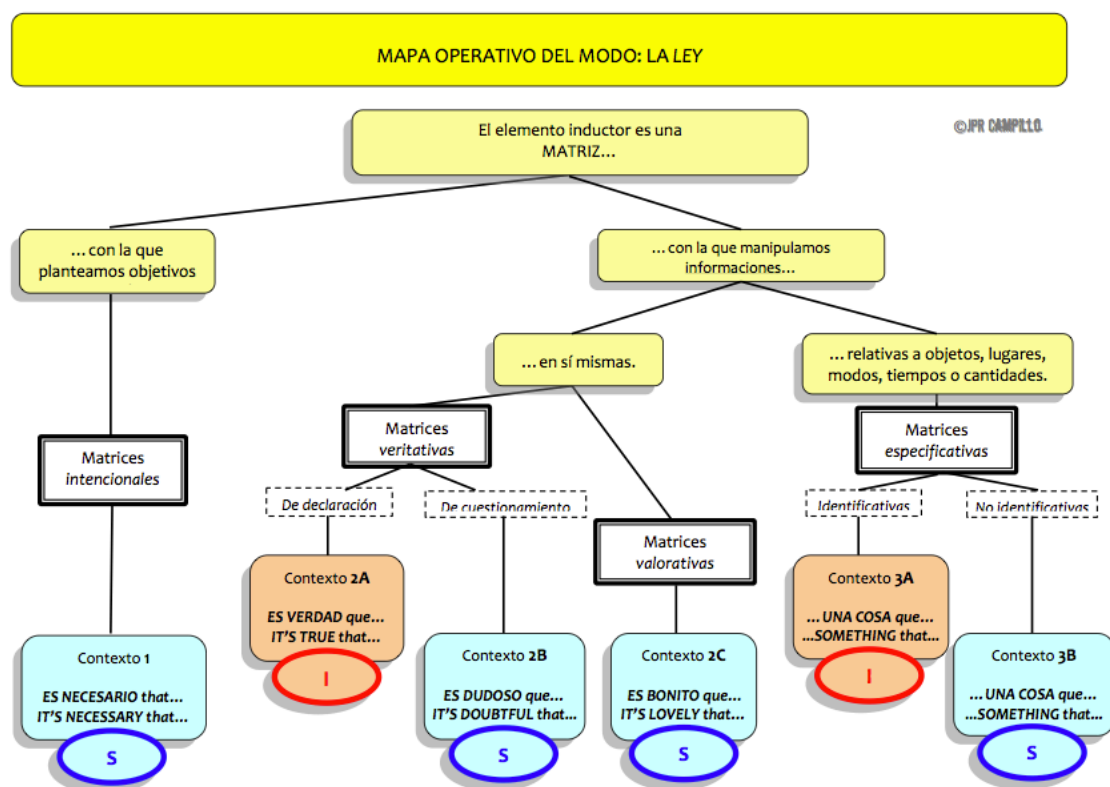 MAPA OPERATIVO DEL MODO: LA LEY
El elemento inductor es una
MATRIZ...
©JPR CAMPILLO.
...con la que
planteamos objetivos
...con la que manipulamos
informaciones...
...en sí mismas.
...relativas a objetos, lugares,
modos, tiempos o cantidades.
Matrices
intencionales
Matrices
veritativas
Matrices
especificativas
De declaración
De cuestionamiento
Identificativas
No identificativas
Matrices
valorativas
Contexto 2A
ES VERDAD que...
IT'S TRUE that...
I
Contexto 3A
...UNA COSA que...
...SOMETHING that...
I
Contexto 1
ES NECESARIO that...
IT'S NECESSARY that...
S
Contexto 2B
ES DUDOSO que...
IT'S DOUBTFUL that...
S
Contexto 2C
ES BONITO que...
IT'S LOVELY that...
S
Contexto 3B
...UNA COSA que...
...SOMETHING that...
S